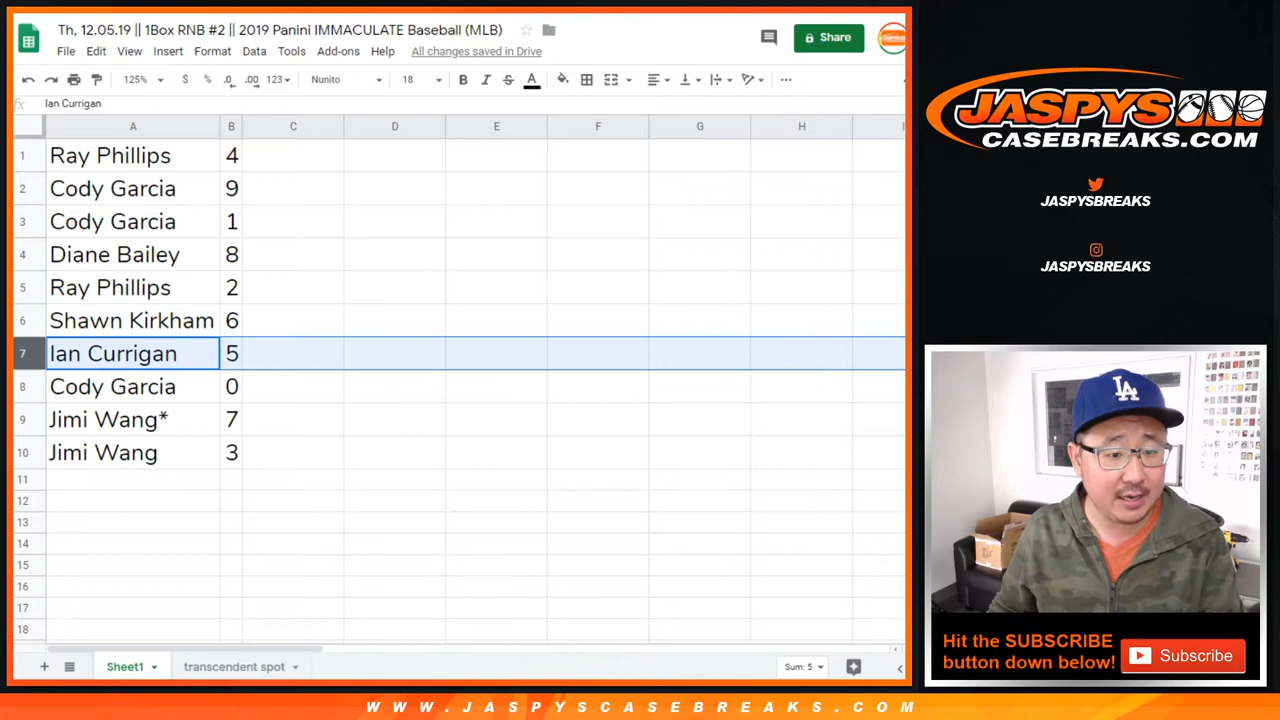 Th, 12.05.19 || 1Box RNB #2 || 2019 Panini IMMACULATE Baseball (MLB)
File Edit View Insert Format Data Tools Add-ons Help All changes saved in Drive
Share
125% $ % .0 .00 123 Nunito 18 B I S A
fx Ian Currigan
A B C D E F G H
1 Ray Phillips 4
2 Cody Garcia 9
3 Cody Garcia 1
4 Diane Bailey 8
5 Ray Phillips 2
6 Shawn Kirkham 6
7 Ian Currigan 5
8 Cody Garcia 0
9 Jimi Wang* 7
10 Jimi Wang 3
11
12
13
14
15
16
17
18
+ Sheet1 transcendent spot Sum: 5
JASPYS
CASEBREAKS.COM
JASPYSBREAKS
JASPYSBREAKS
LA
Hit the SUBSCRIBE
button down below!
Subscribe
WWW.JASPYSCASEBREAKS.COM